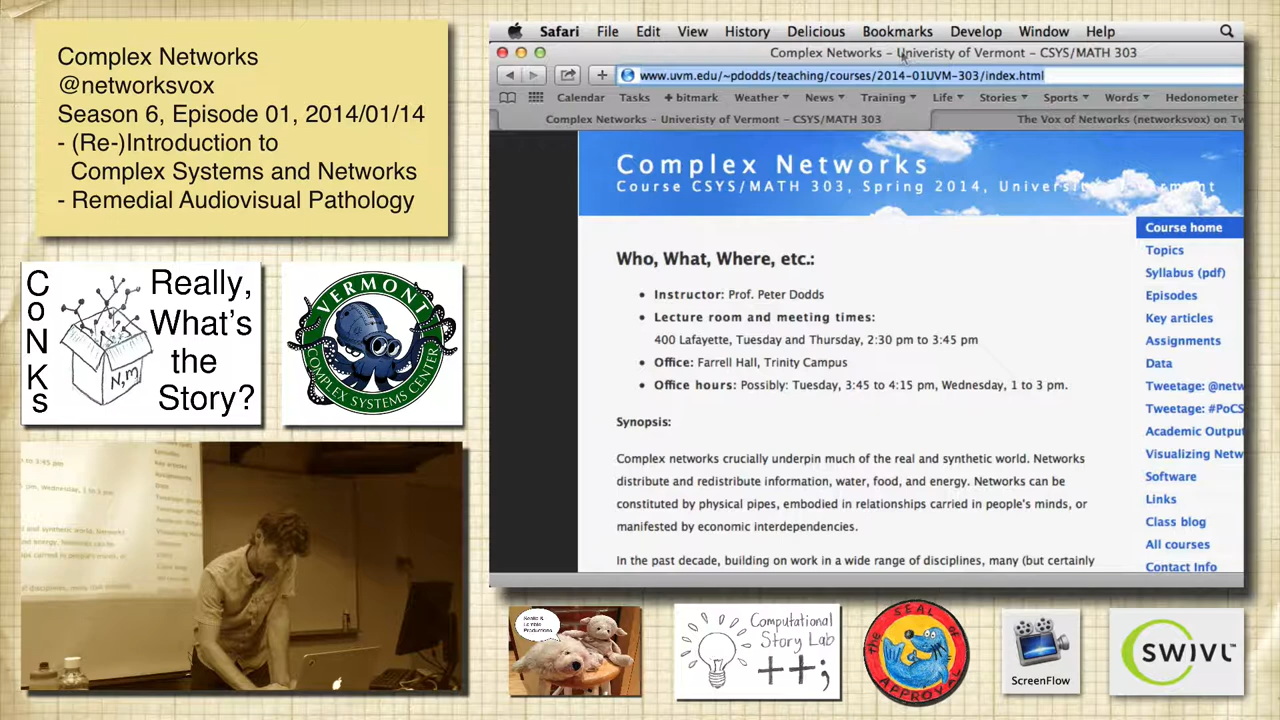 Complex Networks
@networksvox
Season 6, Episode 01, 2014/01/14
- (Re-)Introduction to
Complex Systems and Networks
- Remedial Audiovisual Pathology
CoNKs
N,m
Really,
What's
the
Story?
VERMONT
COMPLEX SYSTEMS CENTER
Safari File Edit View History Delicious Bookmarks Develop Window Help
Complex Networks – Univeristy of Vermont – CSYS/MATH 303
www.uvm.edu/~pdodds/teaching/courses/2014-01UVM-303/index.html
Calendar Tasks + bitmark Weather News Training Life Stories Sports Words Hedonometer
Complex Networks – Univeristy of Vermont – CSYS/MATH 303
The Vox of Networks (networksvox) on Tw
Complex Networks
Course CSYS/MATH 303, Spring 2014, University of Vermont
Who, What, Where, etc.:
• Instructor: Prof. Peter Dodds
• Lecture room and meeting times:
400 Lafayette, Tuesday and Thursday, 2:30 pm to 3:45 pm
• Office: Farrell Hall, Trinity Campus
• Office hours: Possibly: Tuesday, 3:45 to 4:15 pm, Wednesday, 1 to 3 pm.
Synopsis:
Complex networks crucially underpin much of the real and synthetic world. Networks
distribute and redistribute information, water, food, and energy. Networks can be
constituted by physical pipes, embodied in relationships carried in people's minds, or
manifested by economic interdependencies.
In the past decade, building on work in a wide range of disciplines, many (but certainly
Course home
Topics
Syllabus (pdf)
Episodes
Key articles
Assignments
Data
Tweetage: @netw
Tweetage: #PoCS
Academic Outpu
Visualizing Netw
Software
Links
Class blog
All courses
Contact Info
Productions
Computational
Story Lab
++;
the SEAL of
APPROVAL
ScreenFlow
SWIVL™